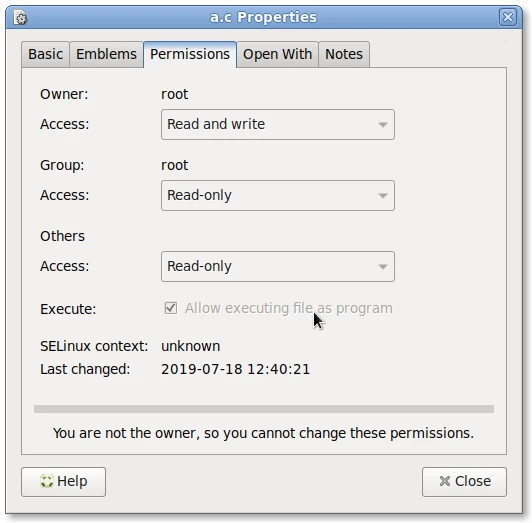 a.c Properties
Basic Emblems Permissions Open With Notes
Owner: root
Access: Read and write
Group: root
Access: Read-only
Others
Access: Read-only
Execute: Allow executing file as program
SELinux context: unknown
Last changed: 2019-07-18 12:40:21
You are not the owner, so you cannot change these permissions.
Help Close